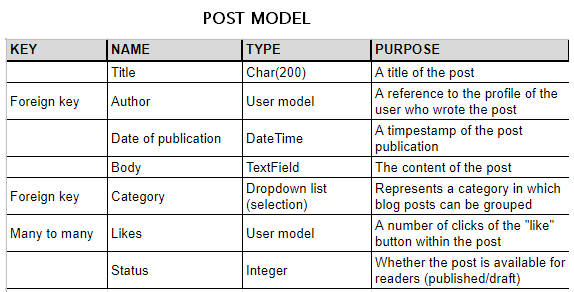 POST MODEL
KEY NAME TYPE PURPOSE
Title Char(200) A title of the post
Foreign key Author User model A reference to the profile of the
user who wrote the post
Date of publication DateTime A timpestamp of the post
publication
Body TextField The content of the post
Foreign key Category Dropdown list Represents a category in which
(selection) blog posts can be grouped
Many to many Likes User model A number of clicks of the "like"
button within the post
Status Integer Whether the post is available for
readers (published/draft)